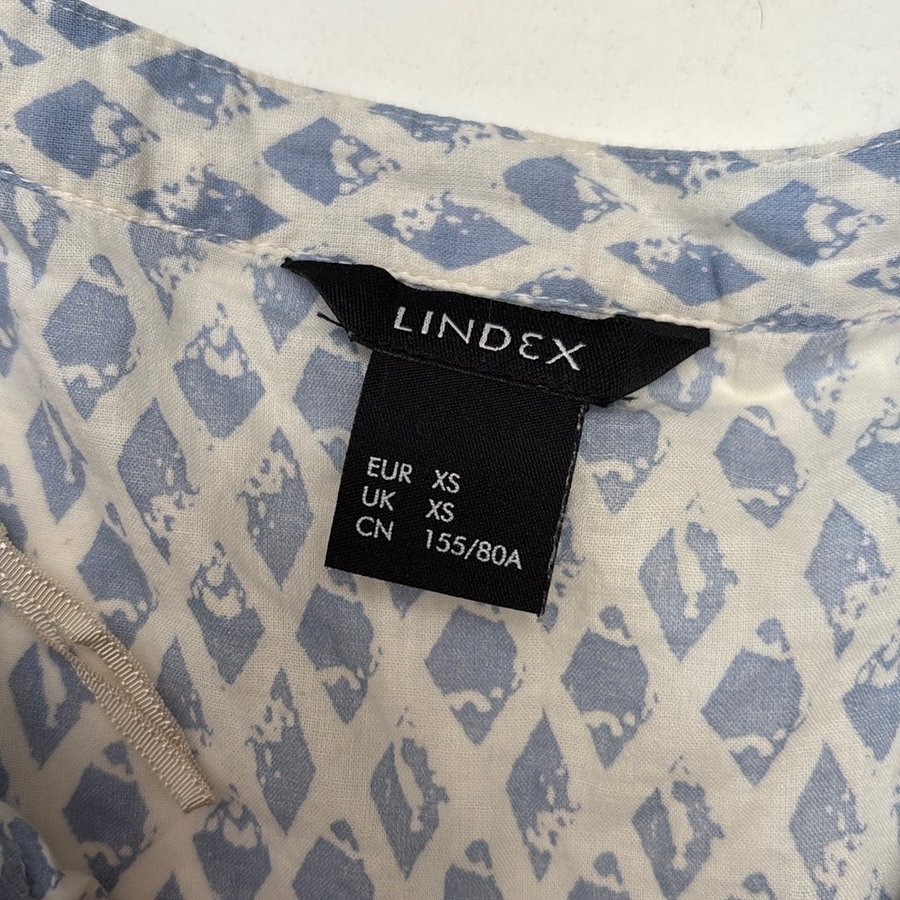 LINDEX
EUR XS
UK XS
CN 155/80A